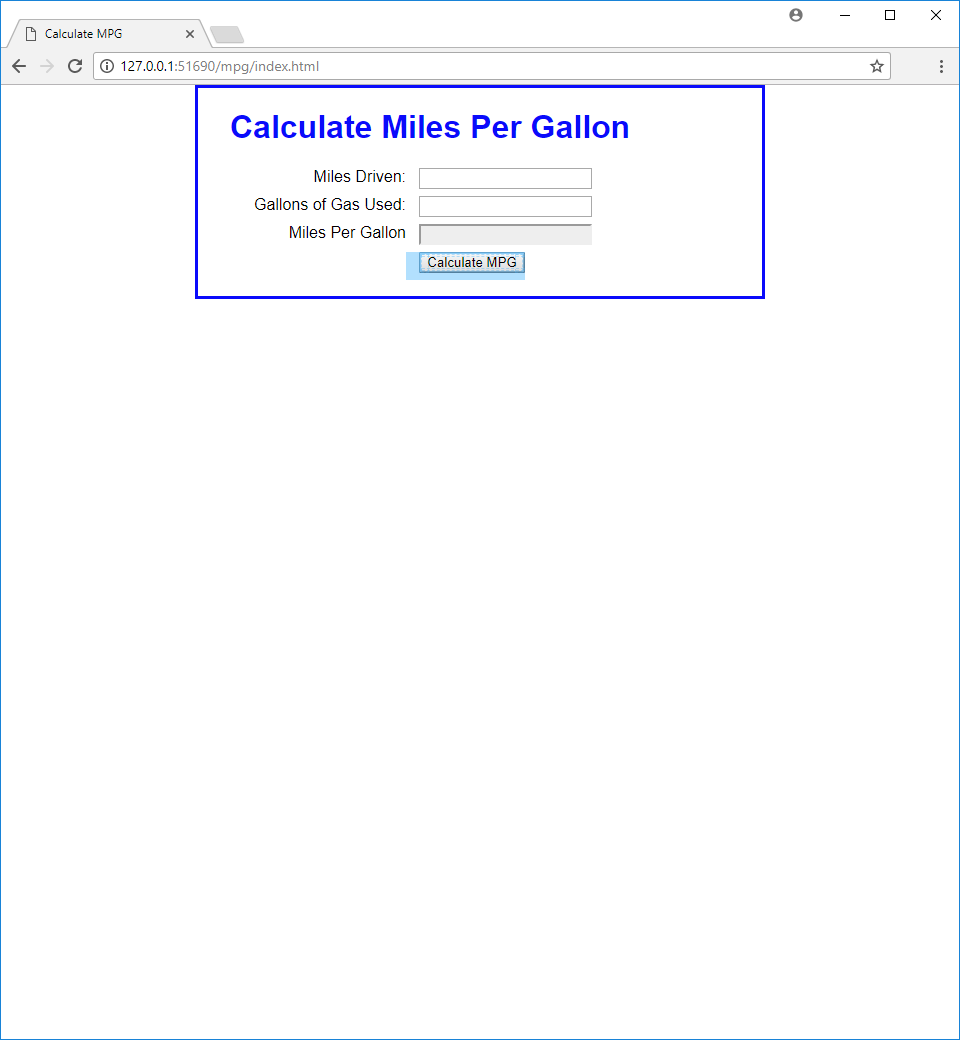 Calculate MPG
127.0.0.1:51690/mpg/index.html
Calculate Miles Per Gallon
Miles Driven:
Gallons of Gas Used:
Miles Per Gallon
Calculate MPG